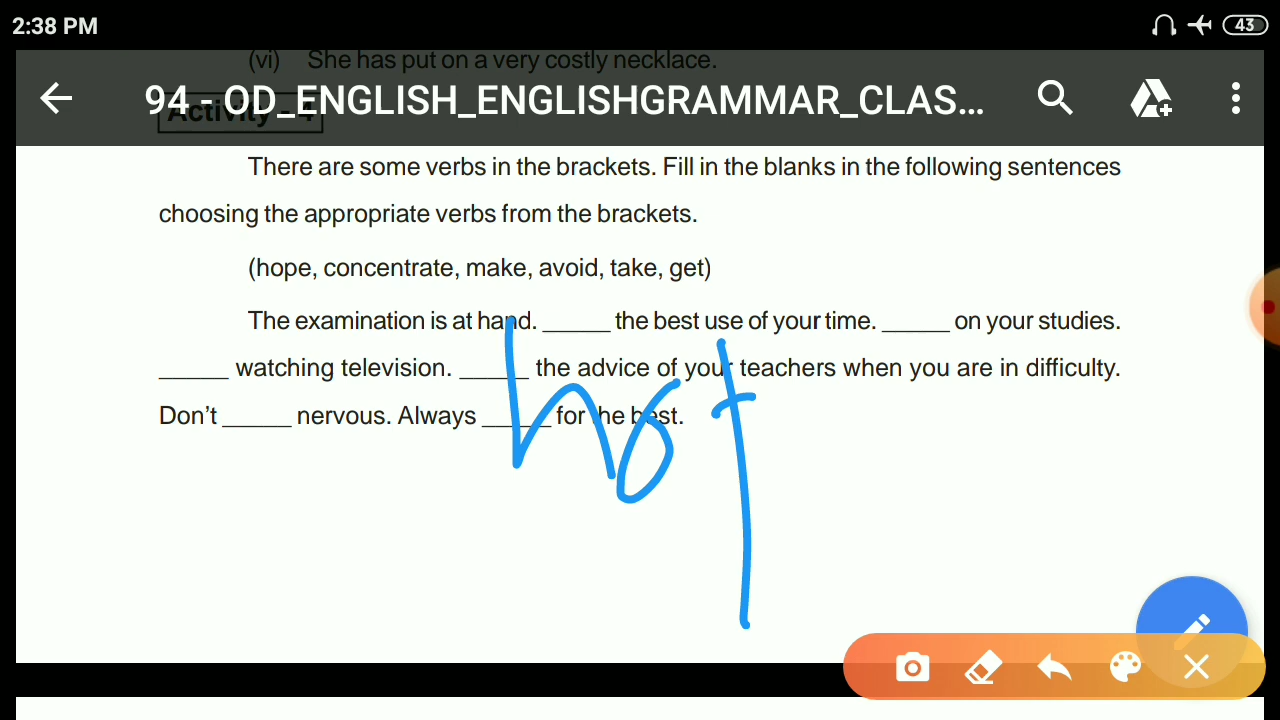 2:38 PM
43
(vi) She has put on a very costly necklace.
94 - OD_ENGLISH_ENGLISHGRAMMAR_CLAS...
Activity - 4
There are some verbs in the brackets. Fill in the blanks in the following sentences
choosing the appropriate verbs from the brackets.
(hope, concentrate, make, avoid, take, get)
The examination is at hand. _____ the best use of your time. _____ on your studies.
_____ watching television. _____ the advice of your teachers when you are in difficulty.
Don't _____ nervous. Always _____ for the best.